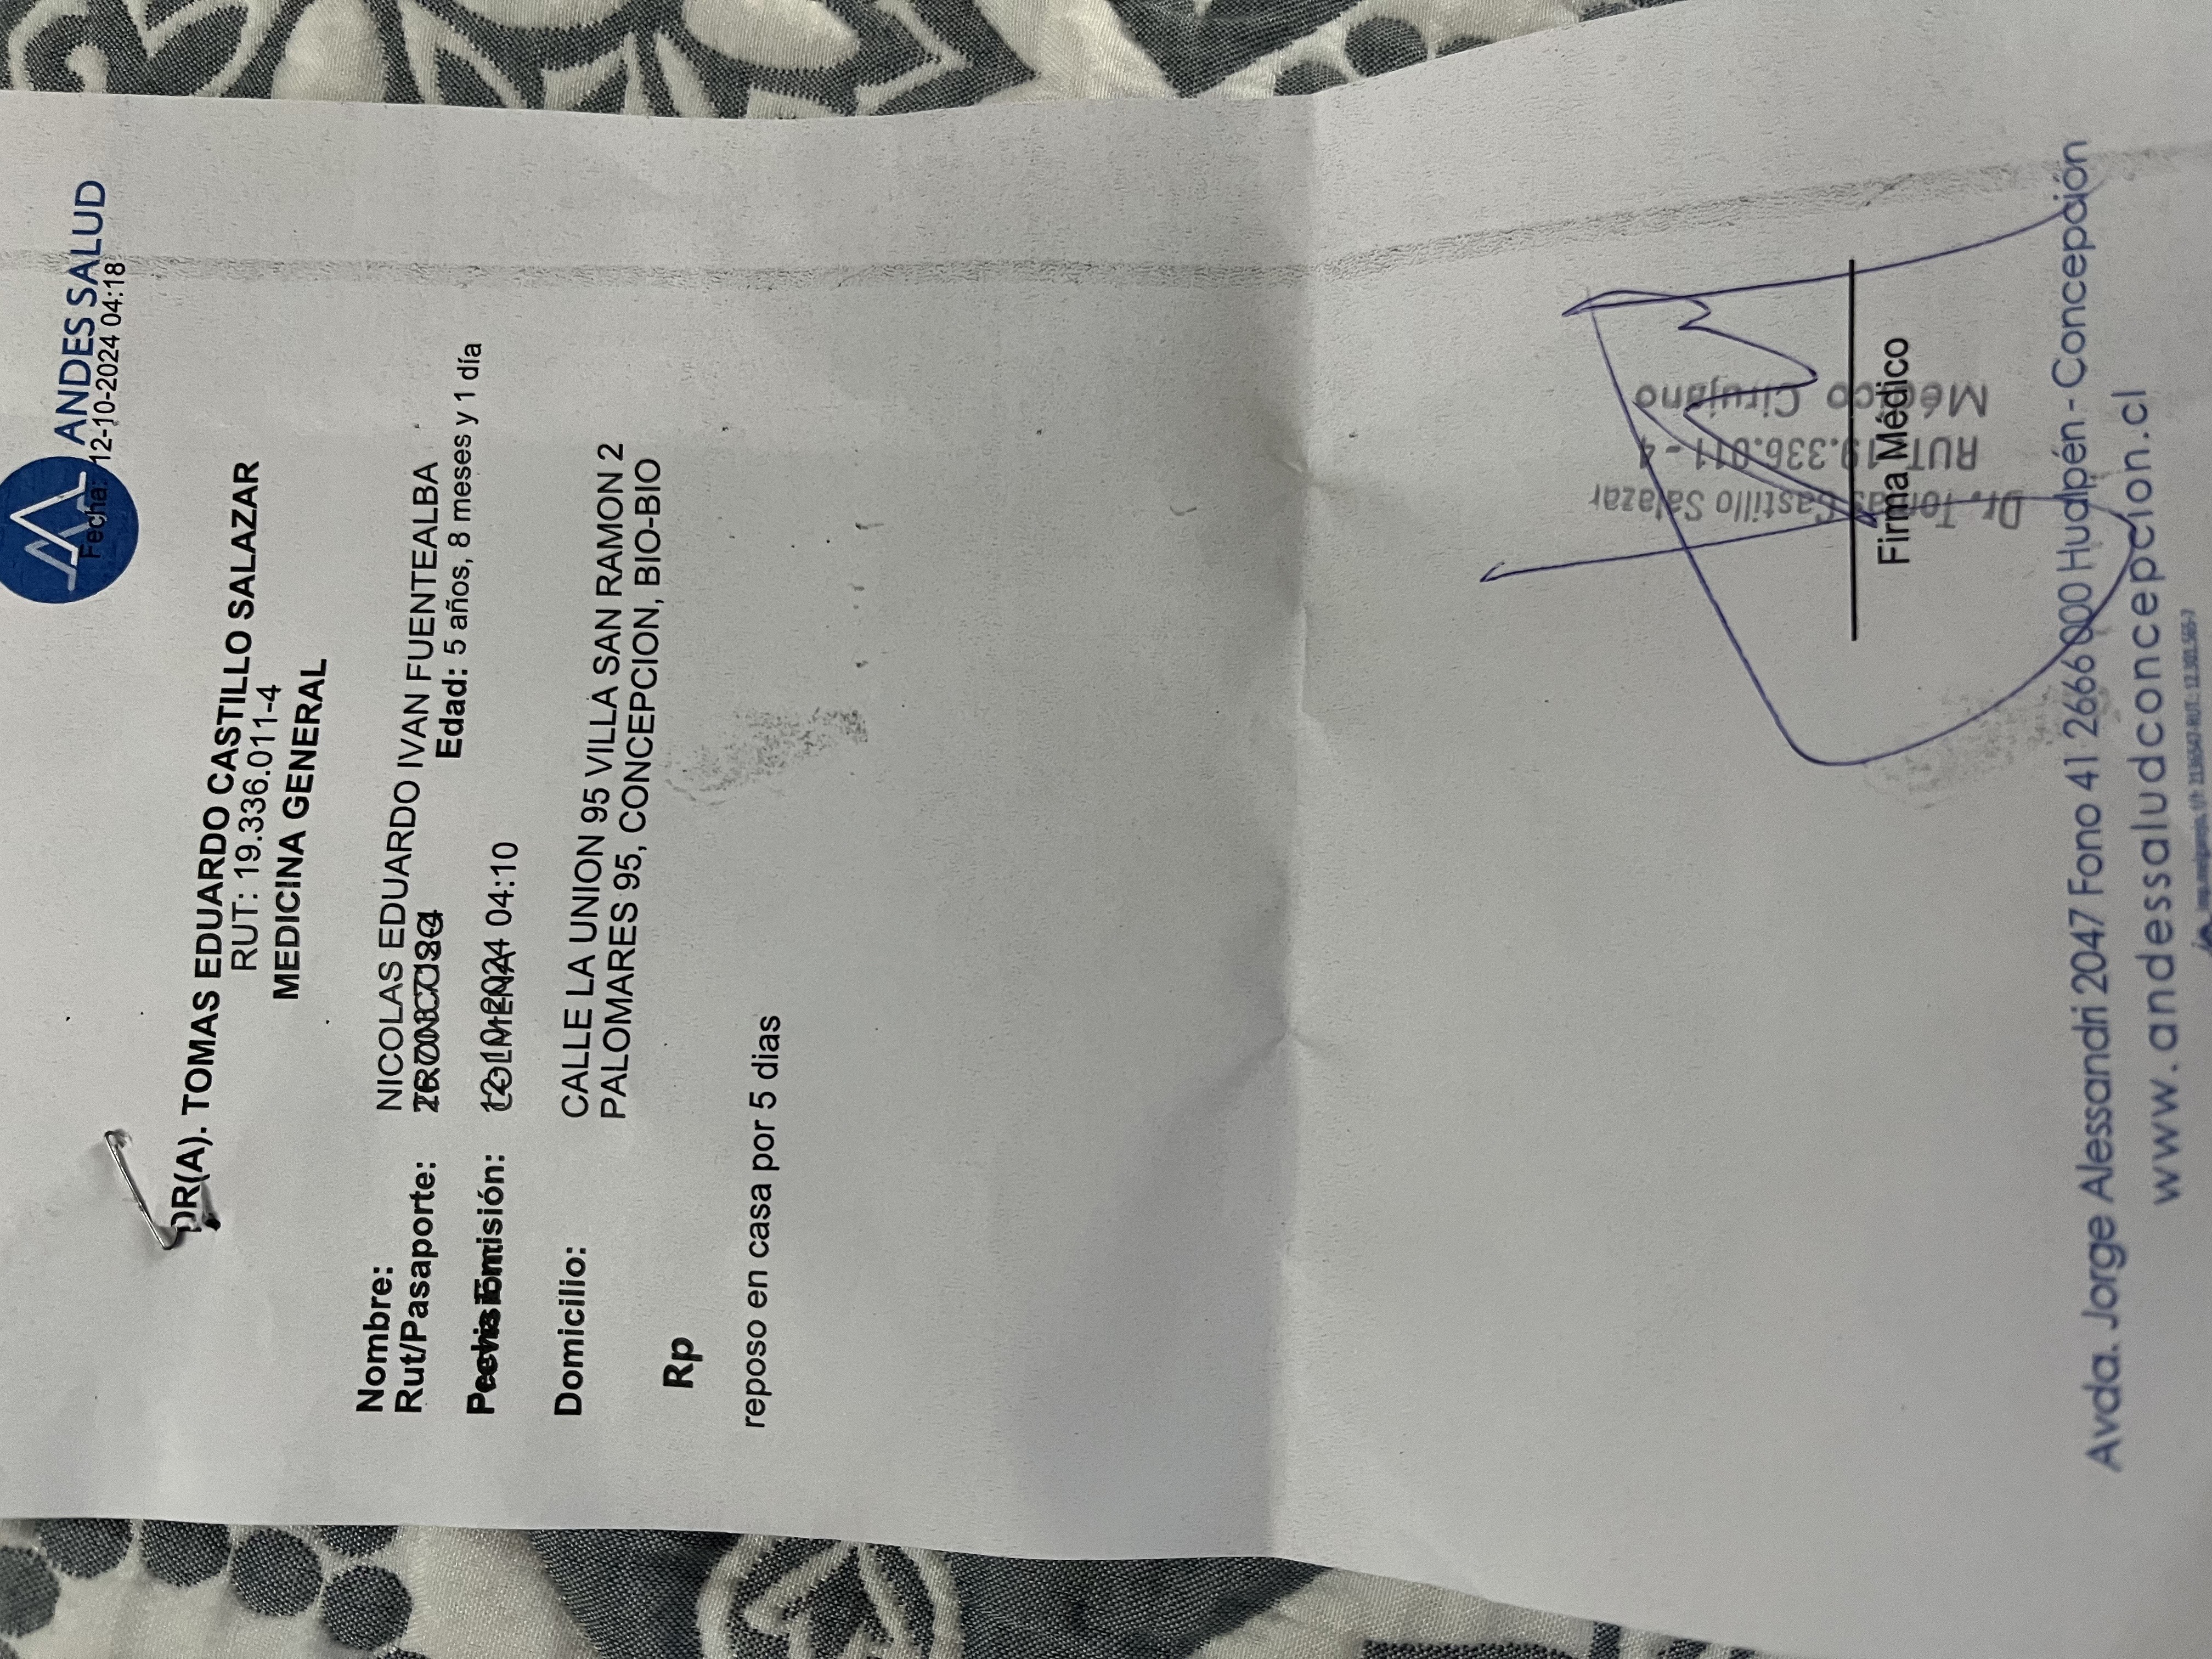 ANDES SALUD
Fecha: 12-10-2024 04:18
DR(A). TOMAS EDUARDO CASTILLO SALAZAR
RUT: 19.336.011-4
MEDICINA GENERAL
Nombre: NICOLAS EDUARDO IVAN FUENTEALBA
Rut/Pasaporte:
Edad: 5 años, 8 meses y 1 día
12-10-2024 04:10
Domicilio: CALLE LA UNION 95 VILLA SAN RAMON 2
PALOMARES 95, CONCEPCION, BIO-BIO
Rp
reposo en casa por 5 dias
Dr. Tomas Castillo Salazar
RUT 19.336.011-4
Médico Cirujano
Firma Médico
Avda. Jorge Alessandri 2047 Fono 41 2666000 Hualpén - Concepción
www.andessaludconcepcion.cl